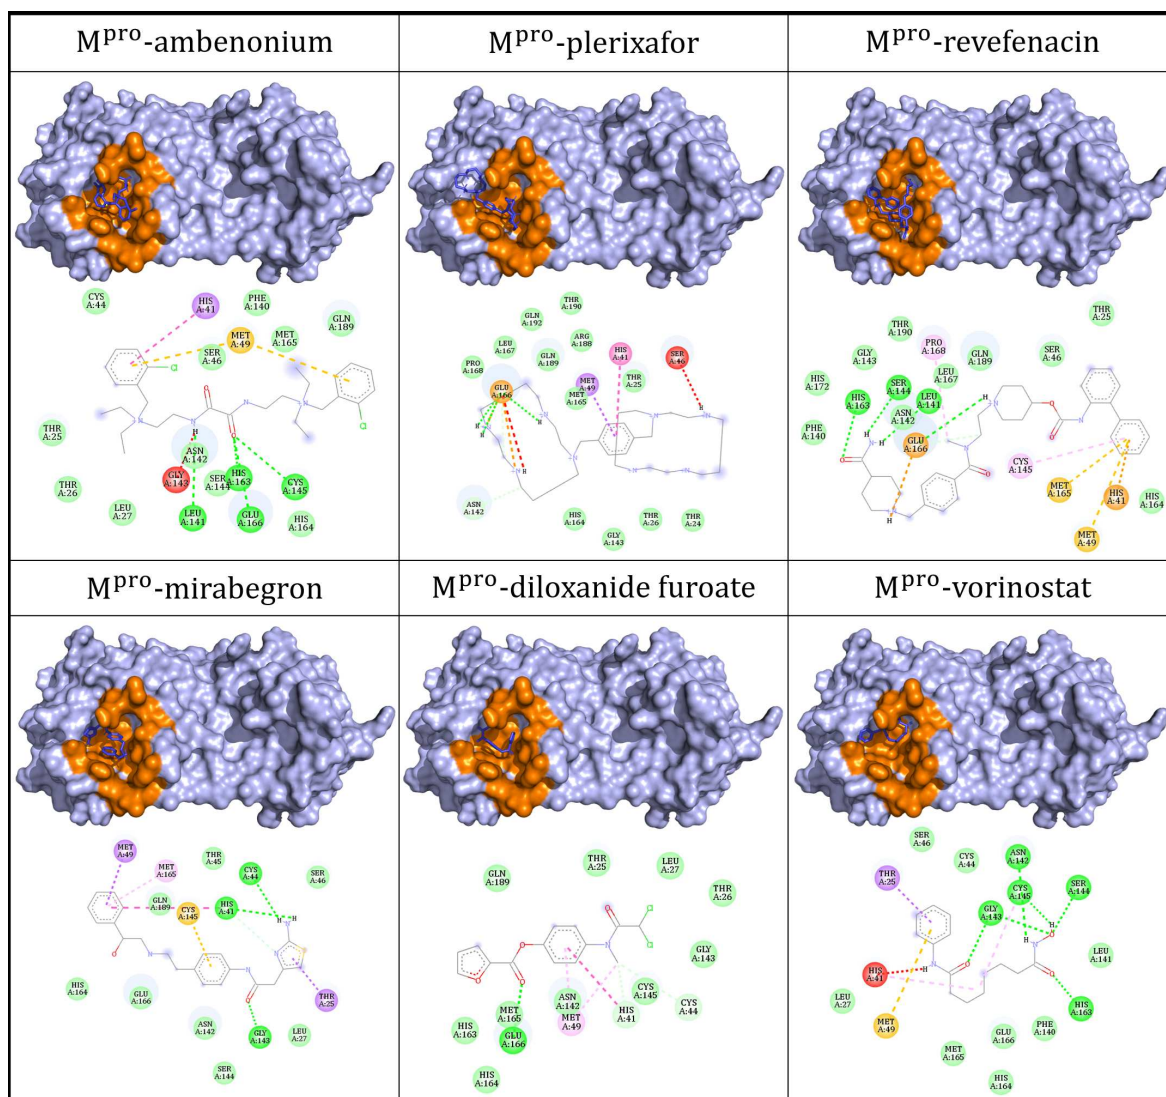 Mpro-ambenonium
Mpro-plerixafor
Mpro-revefenacin
CYS
A:44
HIS
A:41
PHE
A:140
GLN
A:189
MET
A:49
MET
A:165
SER
A:46
Cl
O
N
N
N
N
H
O
Cl
THR
A:25
ASN
A:142
GLY
A:143
SER
A:144
HIS
A:163
CYS
A:145
THR
A:26
LEU
A:27
LEU
A:141
GLU
A:166
HIS
A:164
THR
A:190
GLN
A:192
LEU
A:167
ARG
A:188
GLN
A:189
PRO
A:168
HIS
A:41
SER
A:46
GLU
A:166
MET
A:49
THR
A:25
MET
A:165
H
H
H
H
ASN
A:142
HIS
A:164
GLY
A:143
THR
A:26
THR
A:24
THR
A:25
THR
A:190
PRO
A:168
GLN
A:189
SER
A:46
GLY
A:143
LEU
A:167
HIS
A:172
SER
A:144
HIS
A:163
LEU
A:141
ASN
A:142
PHE
A:140
GLU
A:166
CYS
A:145
MET
A:165
HIS
A:41
HIS
A:164
MET
A:49
Mpro-mirabegron
Mpro-diloxanide furoate
Mpro-vorinostat
MET
A:49
THR
A:45
MET
A:165
CYS
A:44
SER
A:46
GLN
A:189
CYS
A:145
HIS
A:41
HIS
A:164
GLU
A:166
THR
A:25
ASN
A:142
GLY
A:143
LEU
A:27
SER
A:144
THR
A:25
LEU
A:27
GLN
A:189
THR
A:26
O
Cl
Cl
O
N
O
O
GLY
A:143
CYS
A:145
ASN
A:142
MET
A:165
MET
A:49
HIS
A:41
CYS
A:44
HIS
A:163
GLU
A:166
HIS
A:164
SER
A:46
CYS
A:44
ASN
A:142
THR
A:25
CYS
A:145
SER
A:144
GLY
A:143
LEU
A:141
HIS
A:41
LEU
A:27
HIS
A:163
MET
A:49
GLU
A:166
PHE
A:140
MET
A:165
HIS
A:164